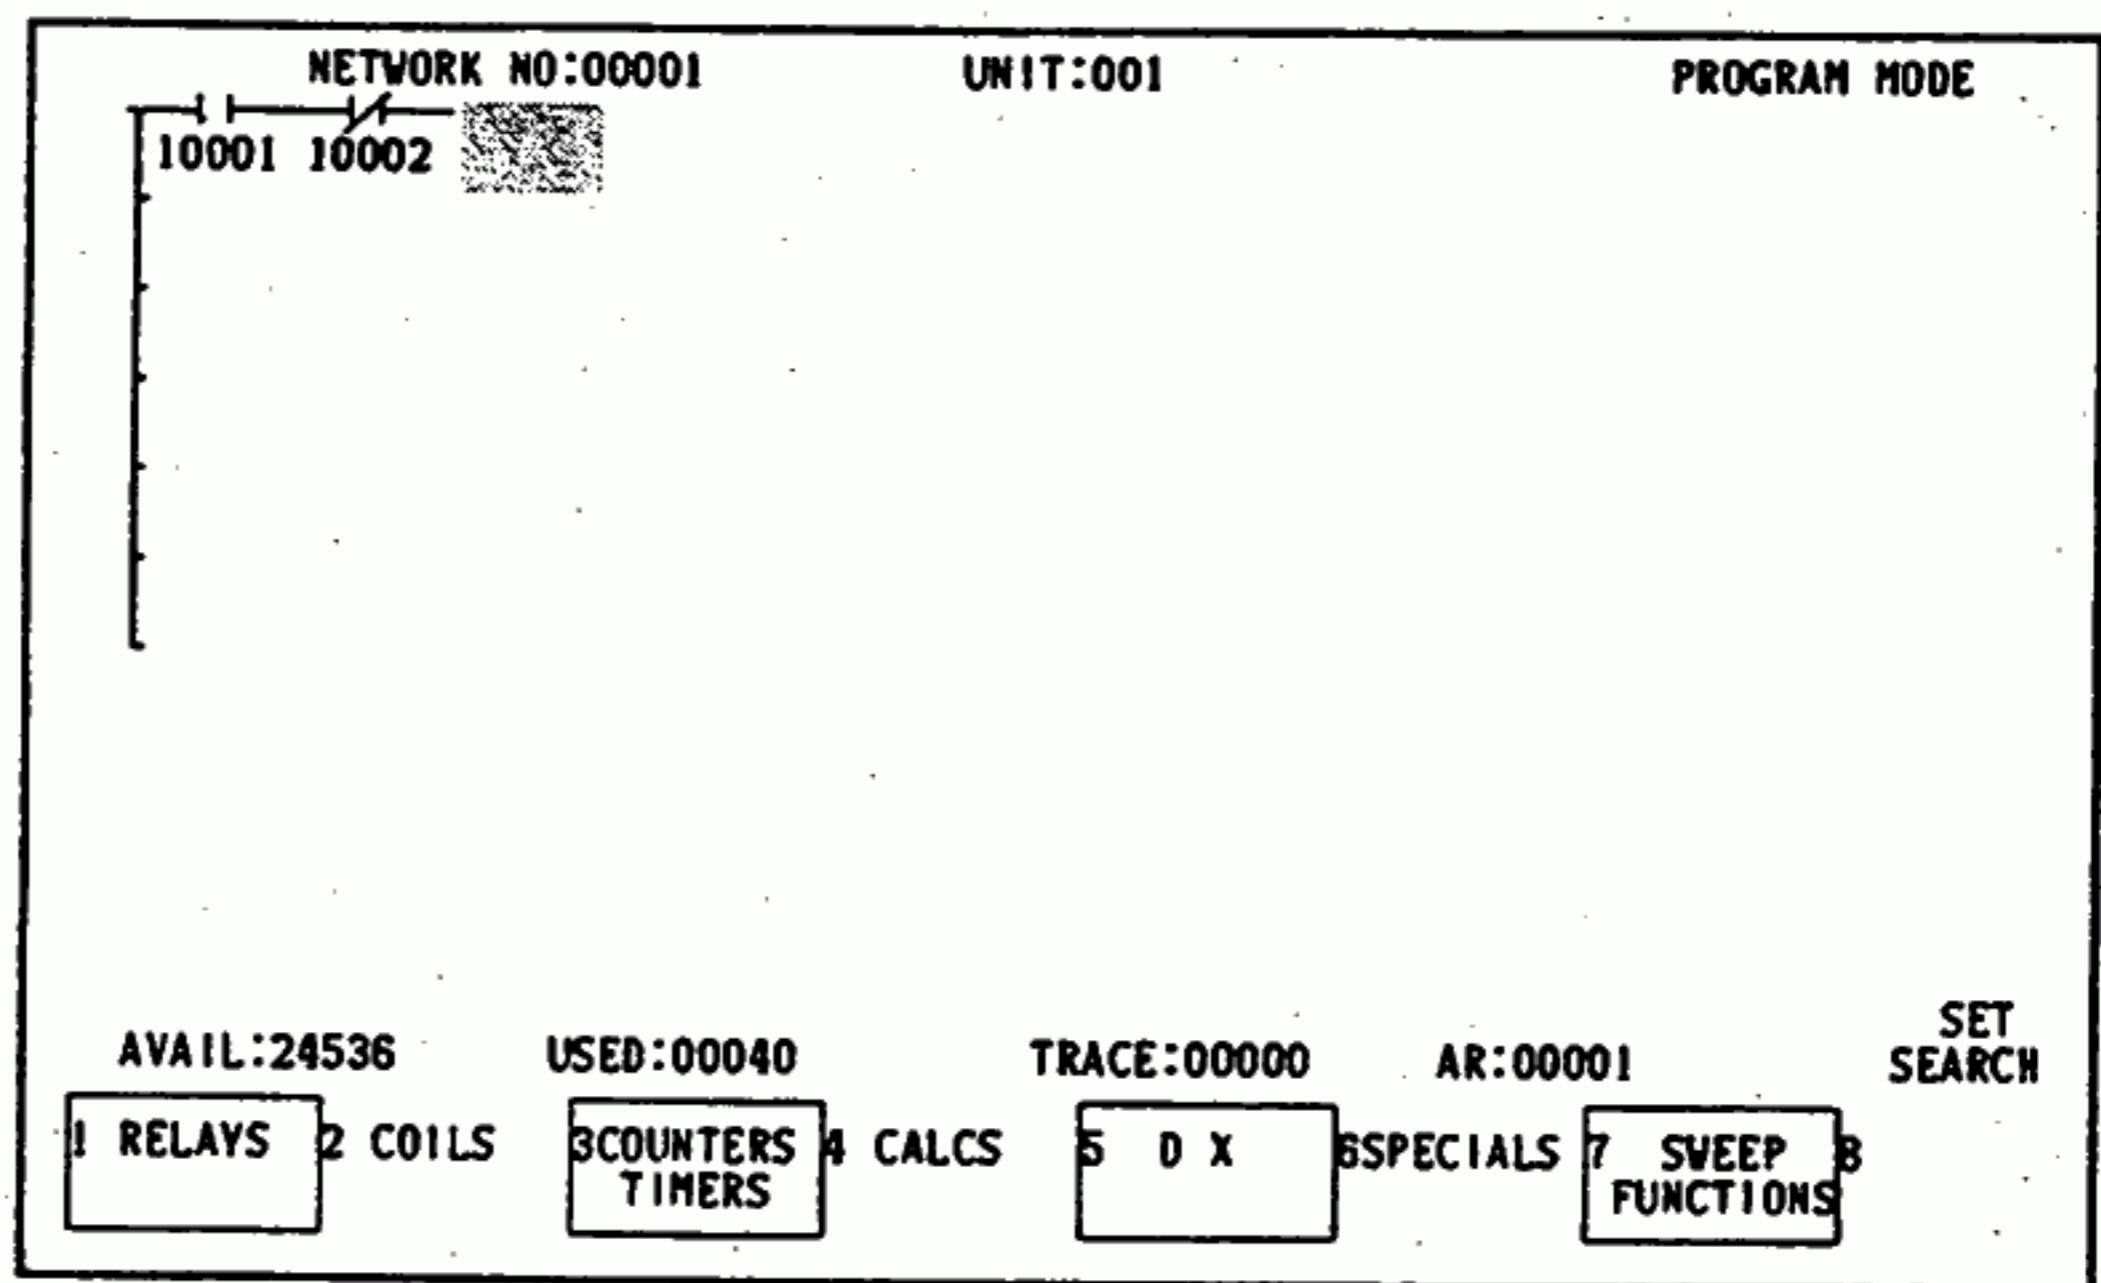 NETWORK NO:00001 UNIT:001 PROGRAM MODE
10001 10002
SET
AVAIL:24536 USED:00040 TRACE:00000 AR:00001 SEARCH
1 RELAYS 2 COILS 3COUNTERS 4 CALCS 5 D X 6SPECIALS 7 SWEEP 8
TIMERS FUNCTIONS